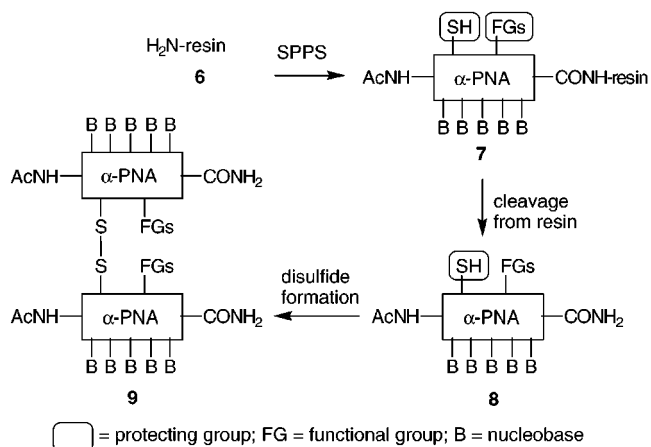 H₂N-resin
6
SPPS
SH FGs
AcNH α-PNA CONH-resin
B B B B B
7
cleavage
from resin
SH FGs
AcNH α-PNA CONH₂
B B B B B
8
disulfide
formation
B B B B B
AcNH α-PNA CONH₂
S FGs
S FGs
AcNH α-PNA CONH₂
B B B B B
9
= protecting group; FG = functional group; B = nucleobase